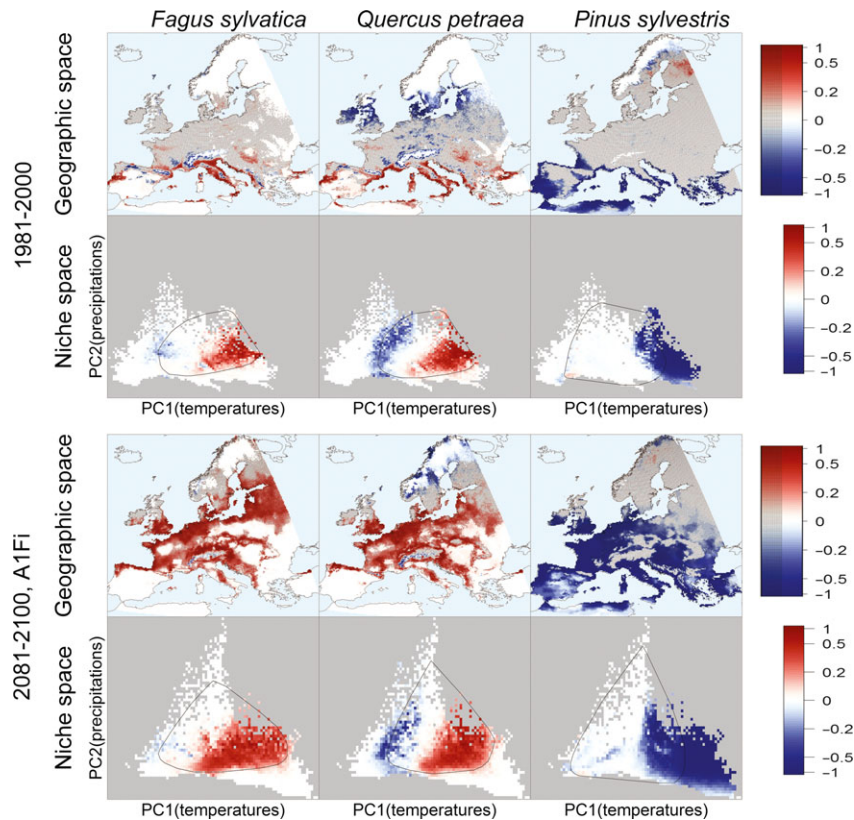 Fagus sylvatica Quercus petraea Pinus sylvestris
1981-2000
Geographic space
1
0.5
0.2
0
−0.2
−0.5
−1
Niche space
PC2(precipitations)
1
0.5
0.2
0
−0.2
−0.5
−1
PC1(temperatures) PC1(temperatures) PC1(temperatures)
2081-2100, A1Fi
Geographic space
1
0.5
0.2
0
−0.2
−0.5
−1
Niche space
PC2(precipitations)
1
0.5
0.2
0
−0.2
−0.5
−1
PC1(temperatures) PC1(temperatures) PC1(temperatures)